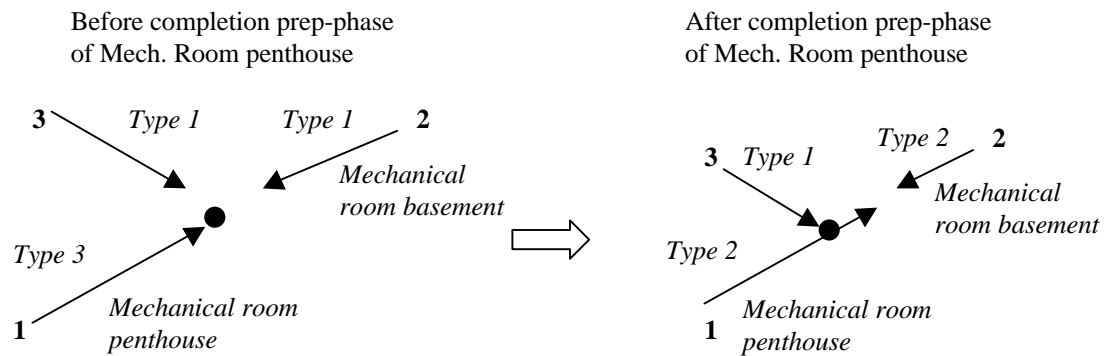 Before completion prep-phase
of Mech. Room penthouse
3
Type 1
Type 1
2
Mechanical
room basement
Type 3
Mechanical room
penthouse
1
After completion prep-phase
of Mech. Room penthouse
3
Type 1
Type 2
2
Mechanical
room basement
Type 2
Mechanical room
penthouse
1